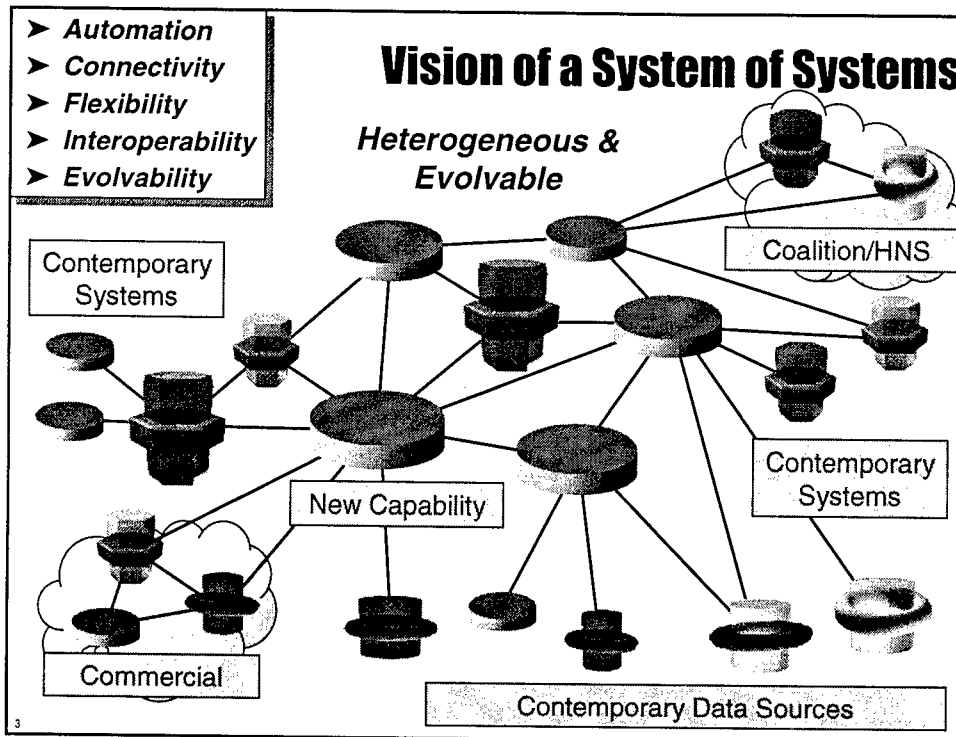 ➤ Automation
➤ Connectivity
➤ Flexibility
➤ Interoperability
➤ Evolvability
Vision of a System of Systems
Heterogeneous &
Evolvable
Coalition/HNS
Contemporary
Systems
New Capability
Contemporary
Systems
Commercial
Contemporary Data Sources
3